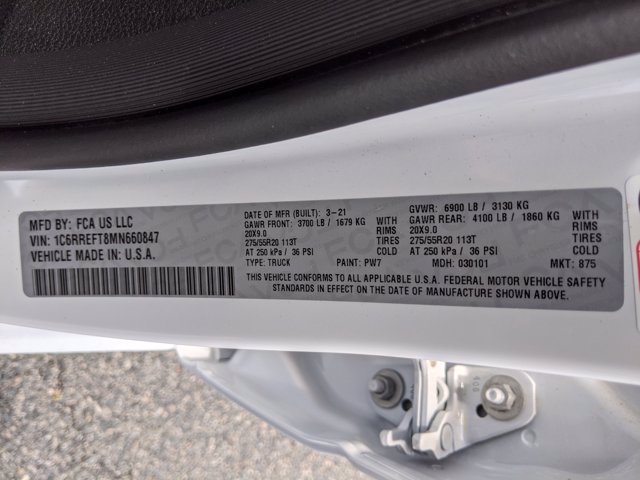 MFD BY: FCA US LLC
VIN: 1C6RREFT8MN660847
VEHICLE MADE IN: U.S.A.
DATE OF MFR (BUILT): 3-21
GAWR FRONT: 3700 LB/ 1679 KG WITH
20X9.0 RIMS
275/55R20 113T TIRES
AT 250 kPa / 36 PSI COLD
TYPE: TRUCK PAINT: PW7
GVWR: 6900 LB / 3130 KG
GAWR REAR: 4100 LB/ 1860 KG WITH
20X9.0 RIMS
275/55R20 113T TIRES
AT 250 kPa / 36 PSI COLD
MDH: 030101 MKT: 875
THIS VEHICLE CONFORMS TO ALL APPLICABLE U.S.A. FEDERAL MOTOR VEHICLE SAFETY
STANDARDS IN EFFECT ON THE DATE OF MANUFACTURE SHOWN ABOVE.